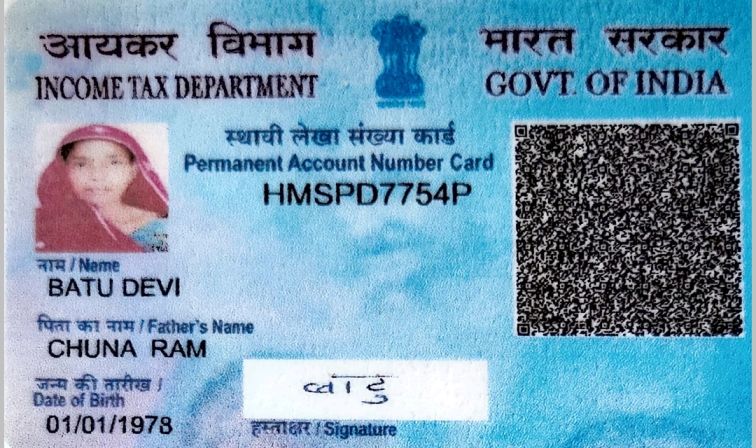 आयकर विभाग
INCOME TAX DEPARTMENT
भारत सरकार
GOVT. OF INDIA
स्थायी लेखा संख्या कार्ड
Permanent Account Number Card
HMSPD7754P
नाम / Name
BATU DEVI
पिता का नाम / Father's Name
CHUNA RAM
जन्म की तारीख /
Date of Birth
01/01/1978
बाटु
हस्ताक्षर / Signature